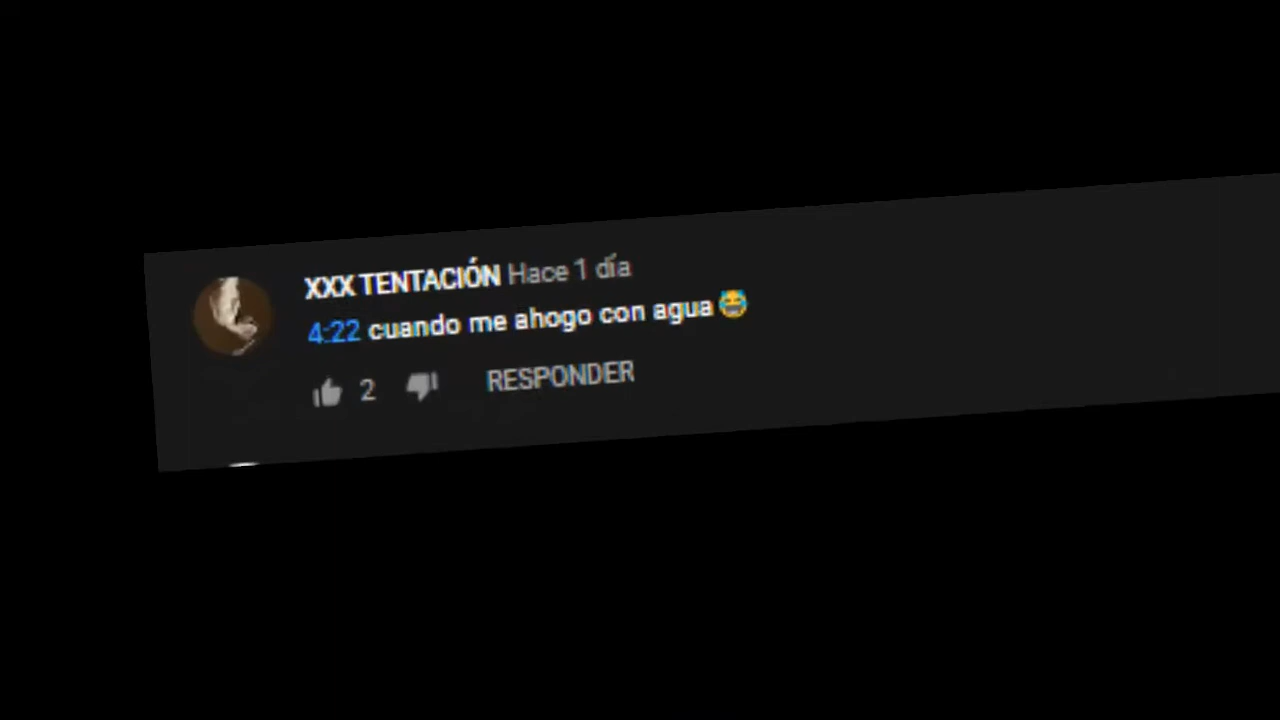 XXX TENTACIÓN Hace 1 día
4:22 cuando me ahogo con agua😂
2 RESPONDER